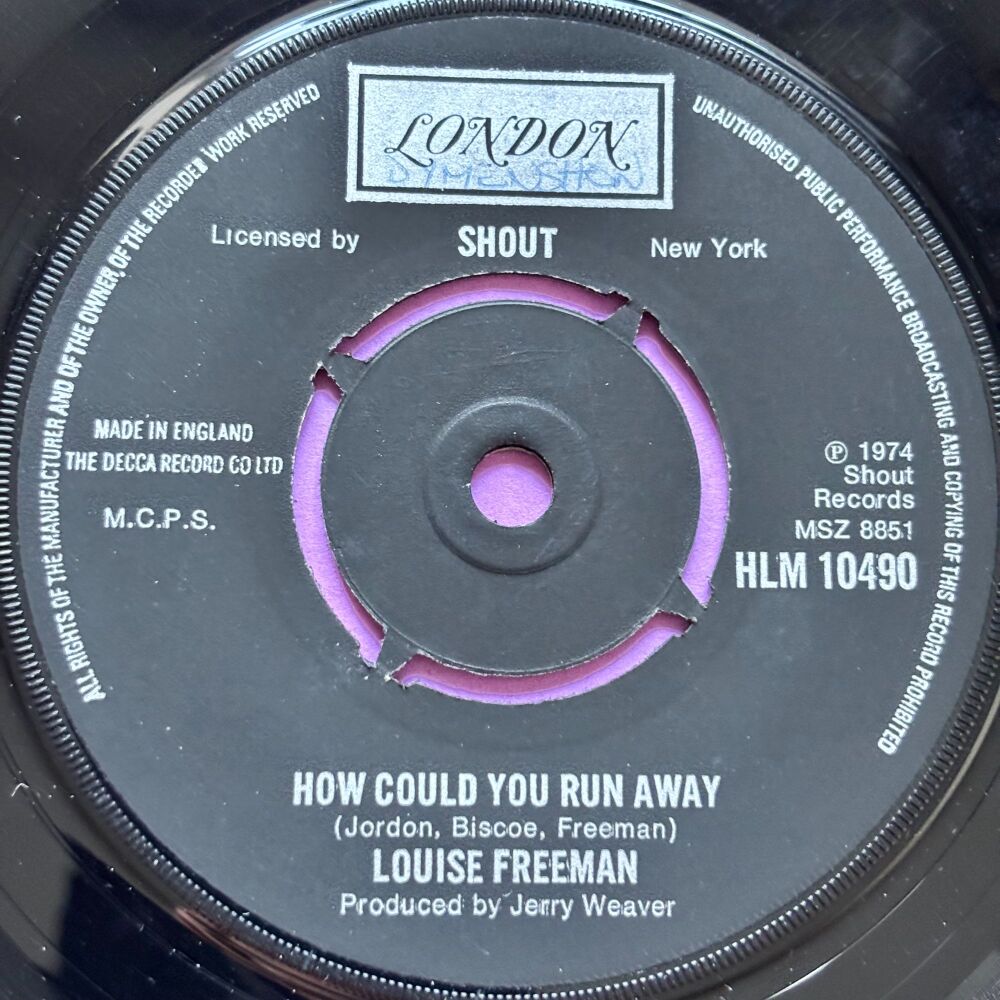 ALL RIGHTS OF THE MANUFACTURER AND OF THE OWNER OF THE RECORDED WORK RESERVED
UNAUTHORISED PUBLIC PERFORMANCE BROADCASTING AND COPYING OF THIS RECORD PROHIBITED
LONDON
DYMENSHON
Licensed by SHOUT New York
MADE IN ENGLAND
THE DECCA RECORD CO LTD
M.C.P.S.
℗ 1974
Shout
Records
MSZ 8851
HLM 10490
HOW COULD YOU RUN AWAY
(Jordon, Biscoe, Freeman)
LOUISE FREEMAN
Produced by Jerry Weaver